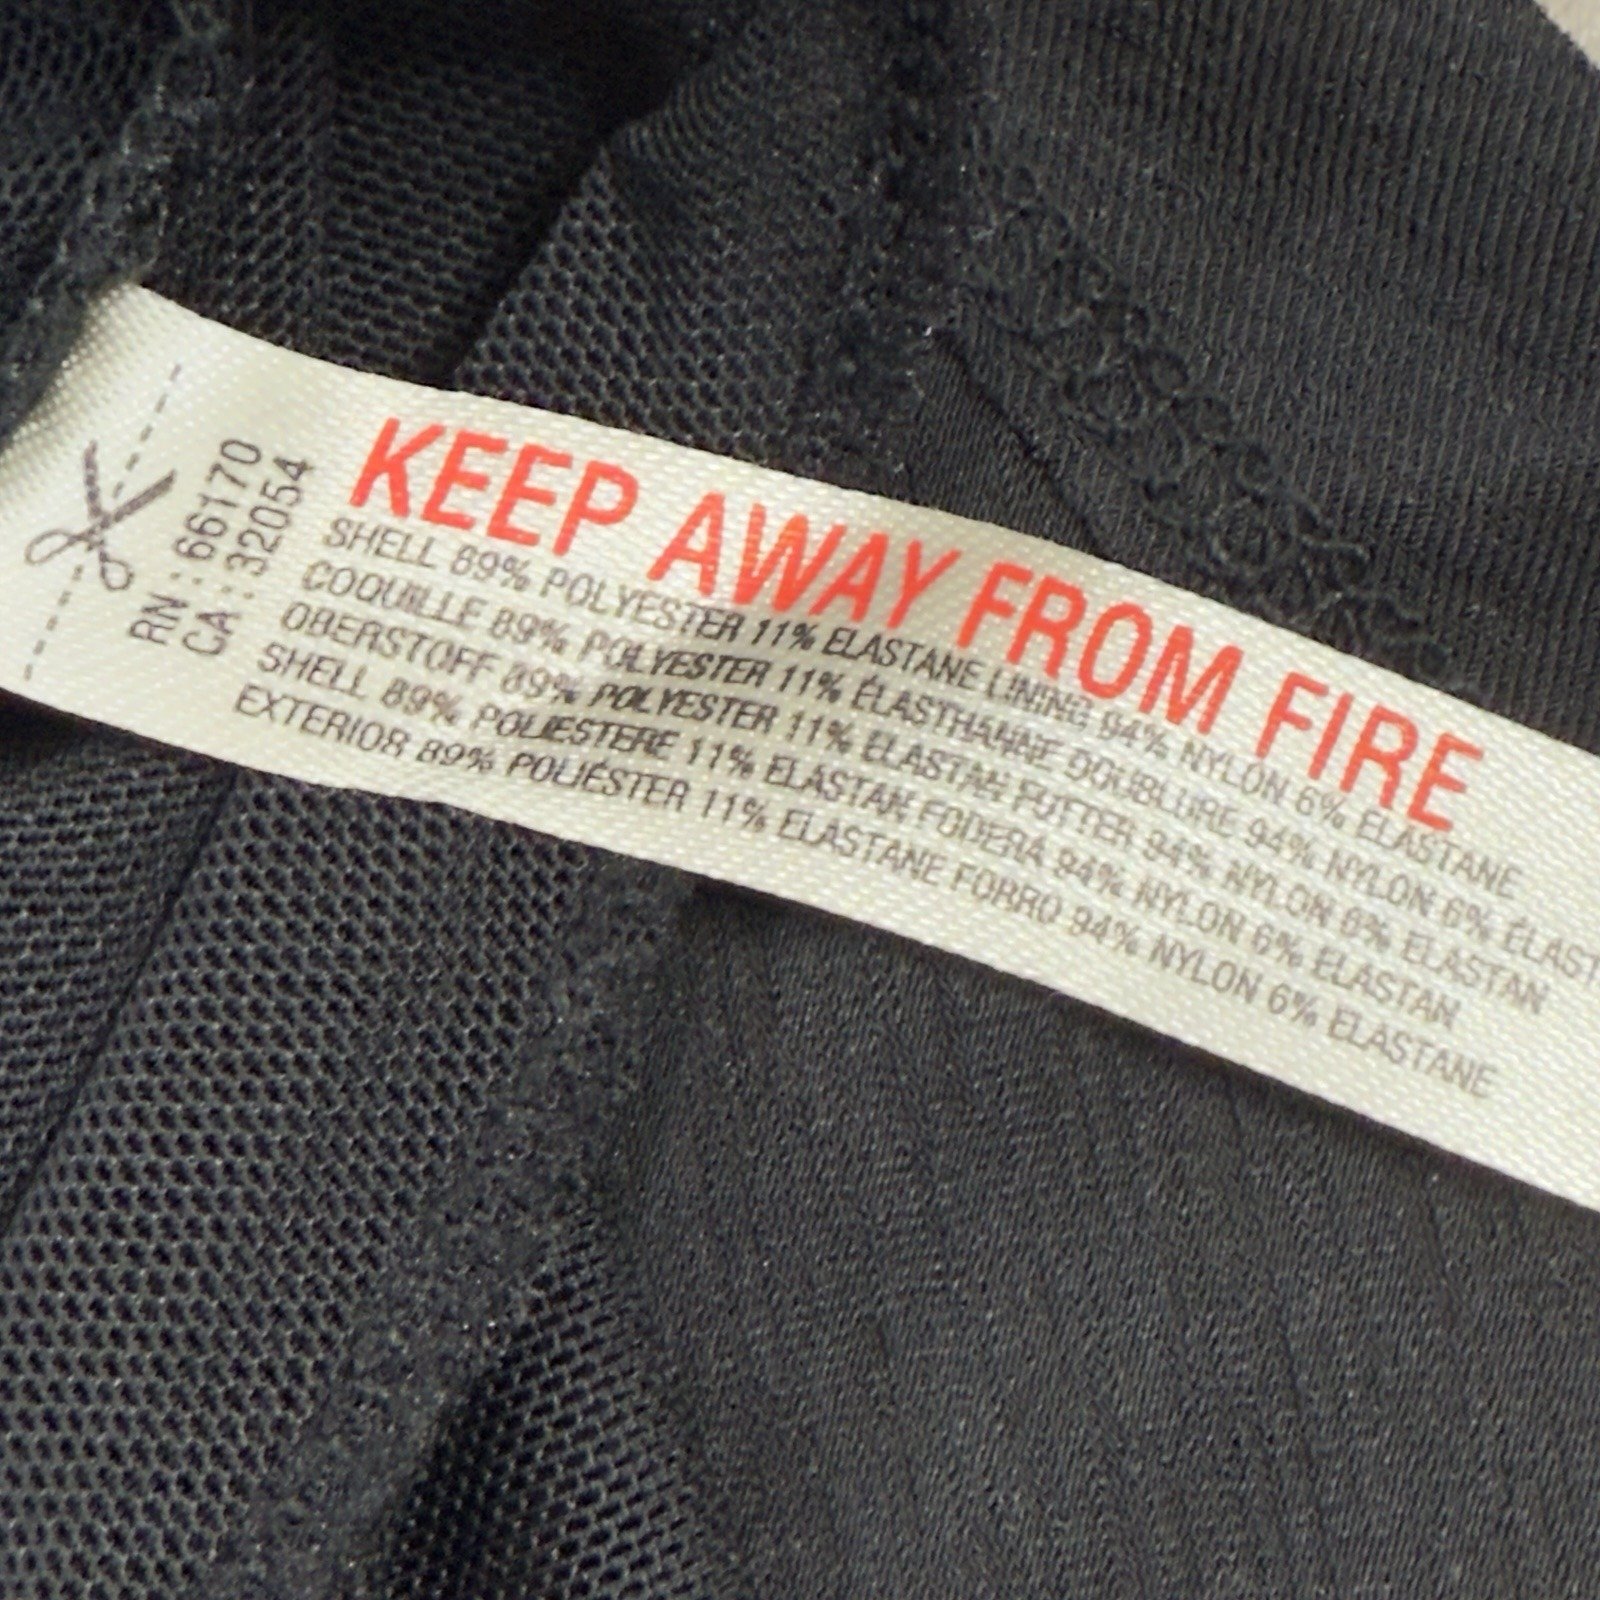 RN : 66170
CA : 32054
KEEP AWAY FROM FIRE
SHELL 89% POLYESTER 11% ELASTANE LINING 94% NYLON 6% ELASTANE
COQUILLE 89% POLYESTER 11% ÉLASTHANNE DOUBLURE 94% NYLON 6% ÉLAST
OBERSTOFF 89% POLYESTER 11% ELASTAN FUTTER 94% NYLON 6% ELASTAN
SHELL 89% POLIESTERE 11% ELASTAN FODERA 94% NYLON 6% ELASTAN
EXTERIOR 89% POLIÉSTER 11% ELASTANE FORRO 94% NYLON 6% ELASTANE